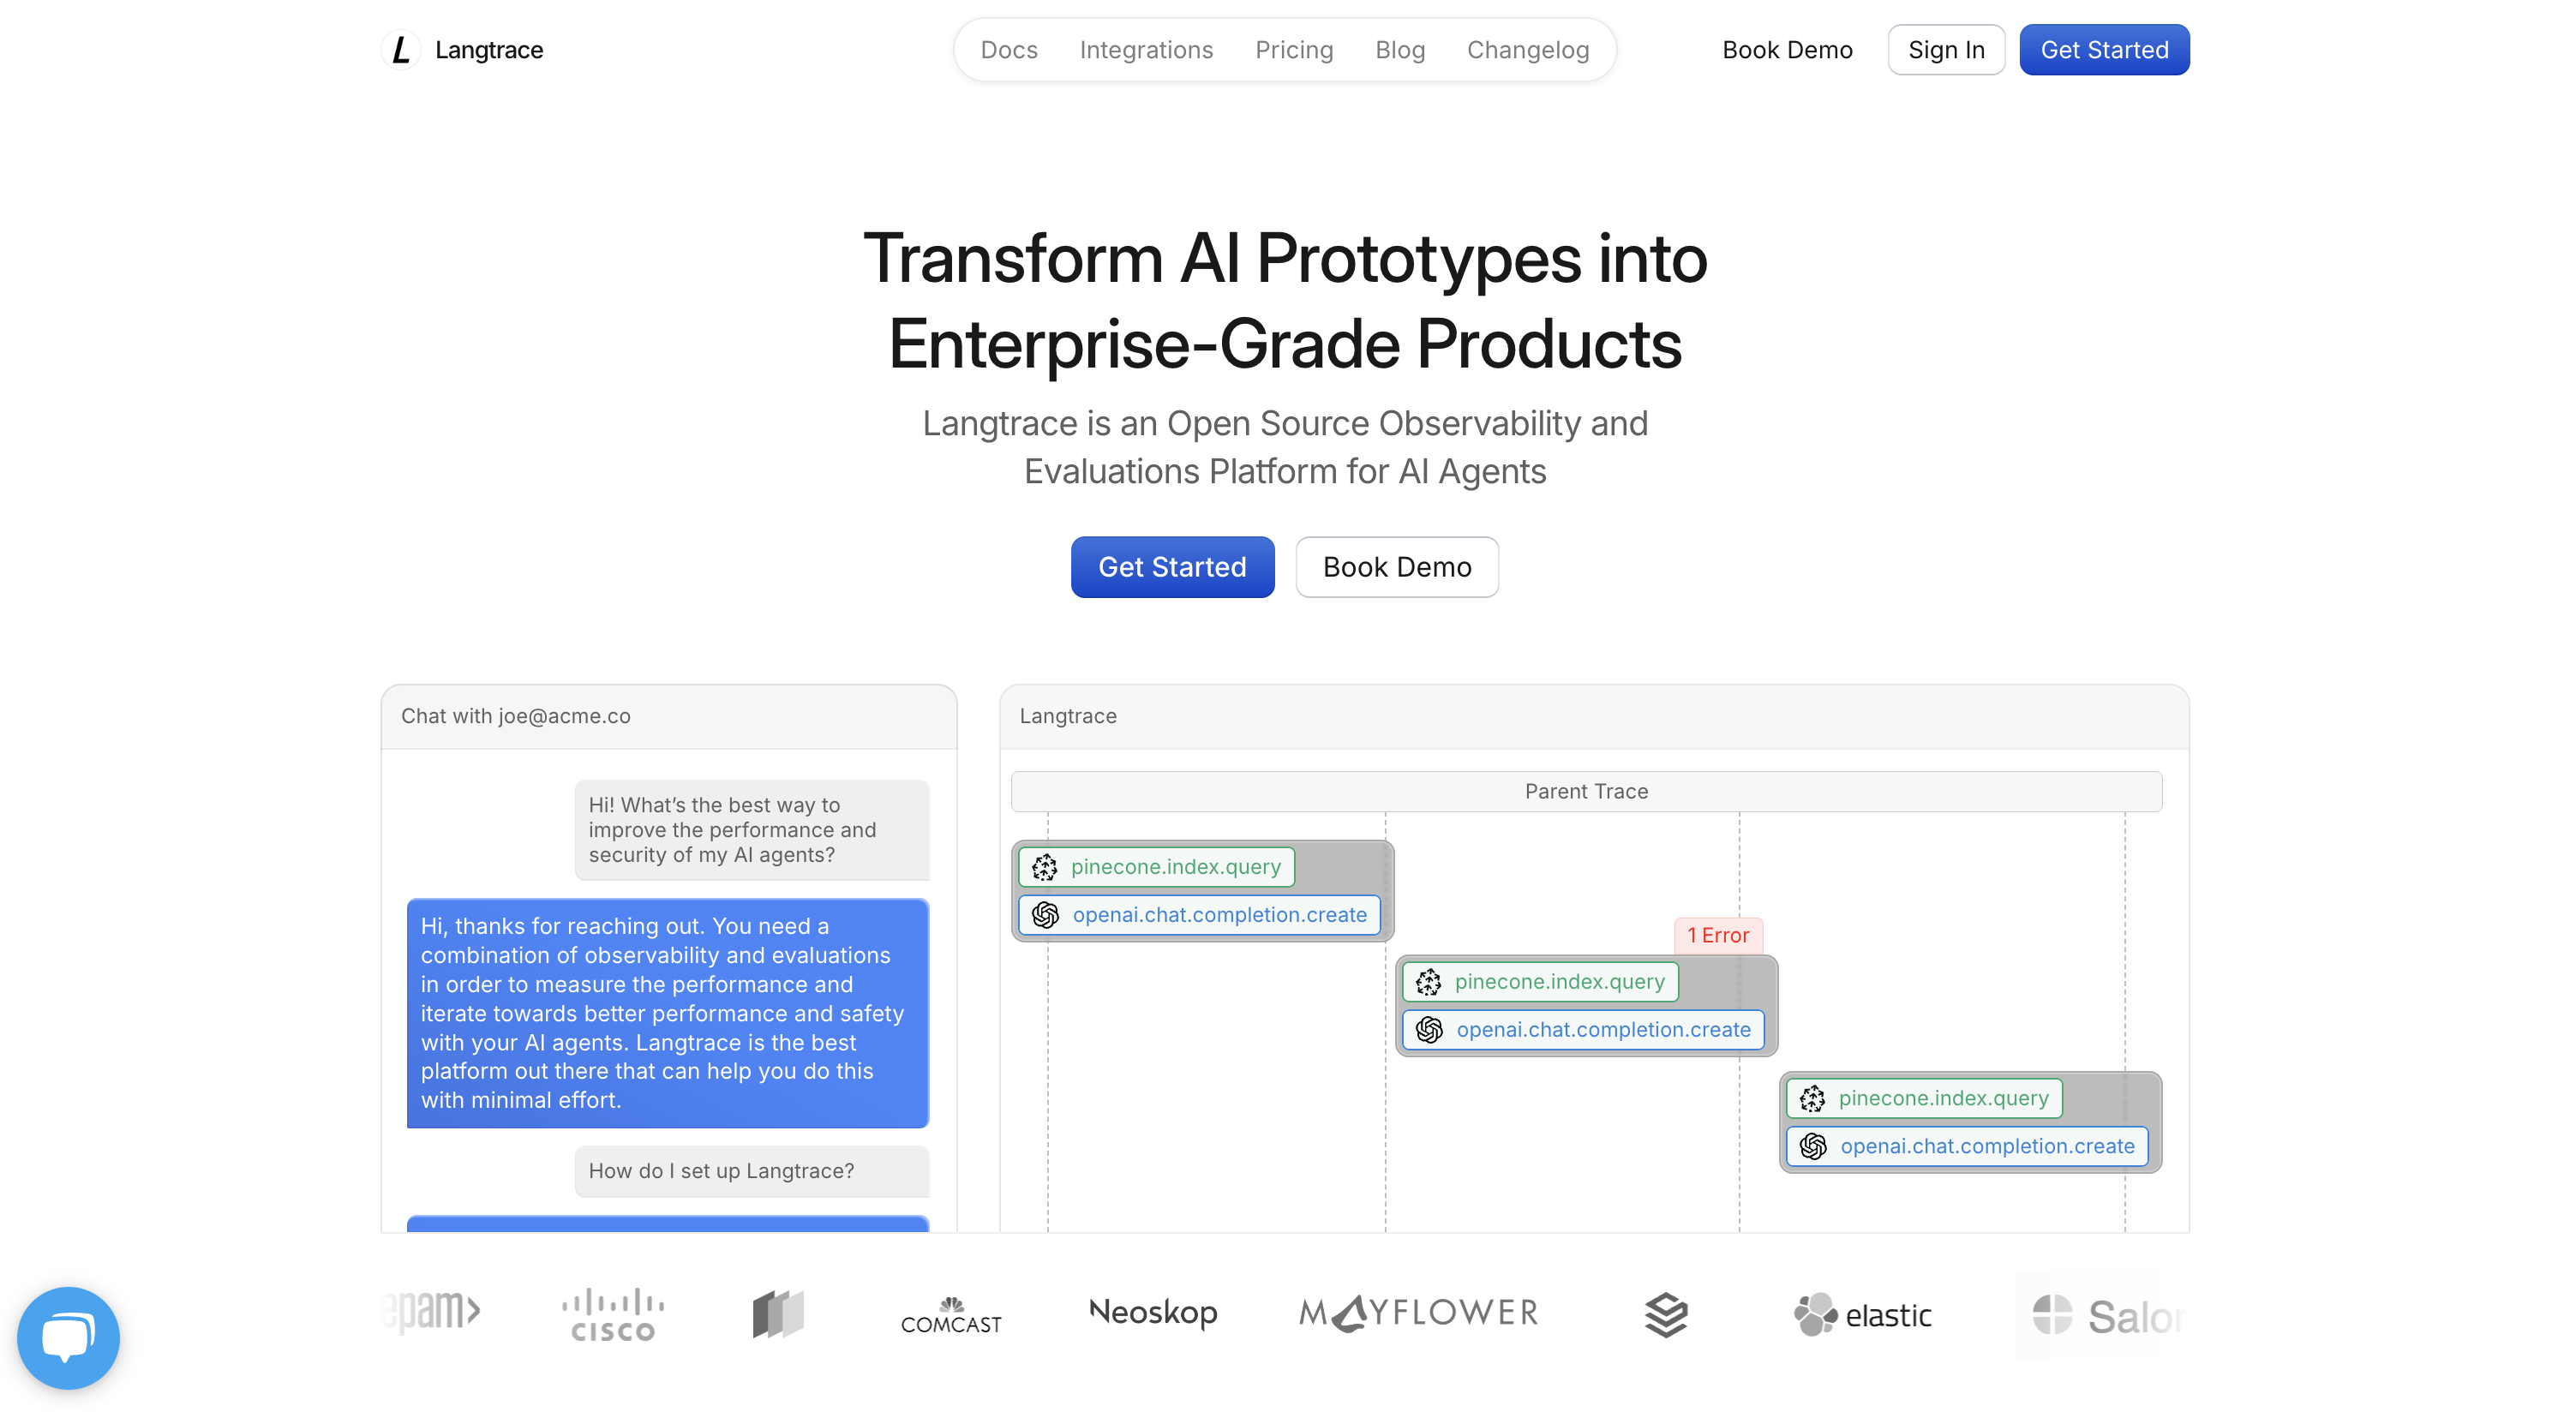 L Langtrace
Docs Integrations Pricing Blog Changelog
Book Demo Sign In Get Started
Transform AI Prototypes into
Enterprise-Grade Products
Langtrace is an Open Source Observability and
Evaluations Platform for AI Agents
Get Started Book Demo
Chat with joe@acme.co
Hi! What’s the best way to
improve the performance and
security of my AI agents?
Hi, thanks for reaching out. You need a
combination of observability and evaluations
in order to measure the performance and
iterate towards better performance and safety
with your AI agents. Langtrace is the best
platform out there that can help you do this
with minimal effort.
How do I set up Langtrace?
Langtrace
Parent Trace
pinecone.index.query
openai.chat.completion.create
1 Error
pinecone.index.query
openai.chat.completion.create
pinecone.index.query
openai.chat.completion.create
epam
CISCO
COMCAST
Neoskop
MAYFLOWER
elastic